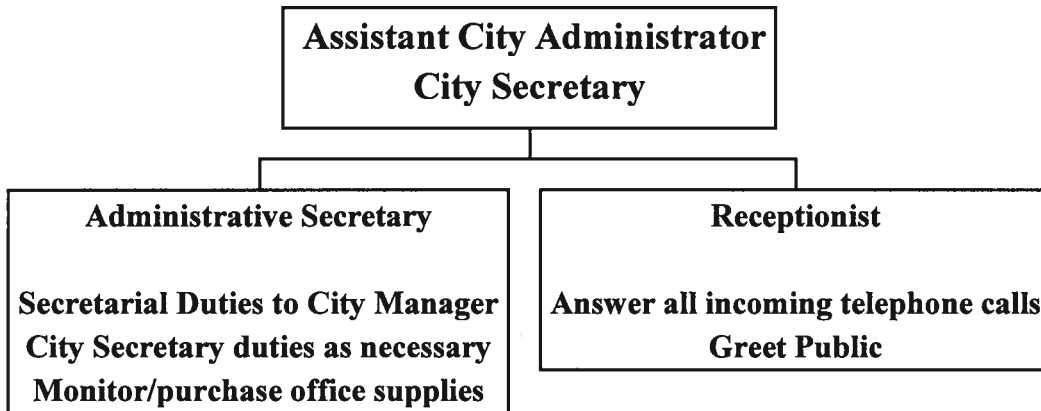 Assistant City Administrator
City Secretary
Administrative Secretary
Secretarial Duties to City Manager
City Secretary duties as necessary
Monitor/purchase office supplies
Receptionist
Answer all incoming telephone calls
Greet Public